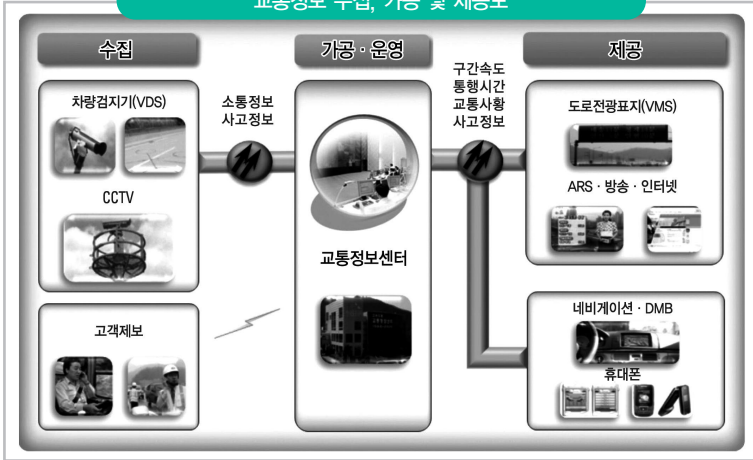 교통정보 수집, 가공 및 제공도
수집
차량검지기(VDS)
CCTV
고객제보
소통정보
사고정보
가공 · 운영
교통정보센터
구간속도
통행시간
교통사황
사고정보
제공
도로전광표지(VMS)
ARS · 방송 · 인터넷
네비게이션 · DMB
휴대폰